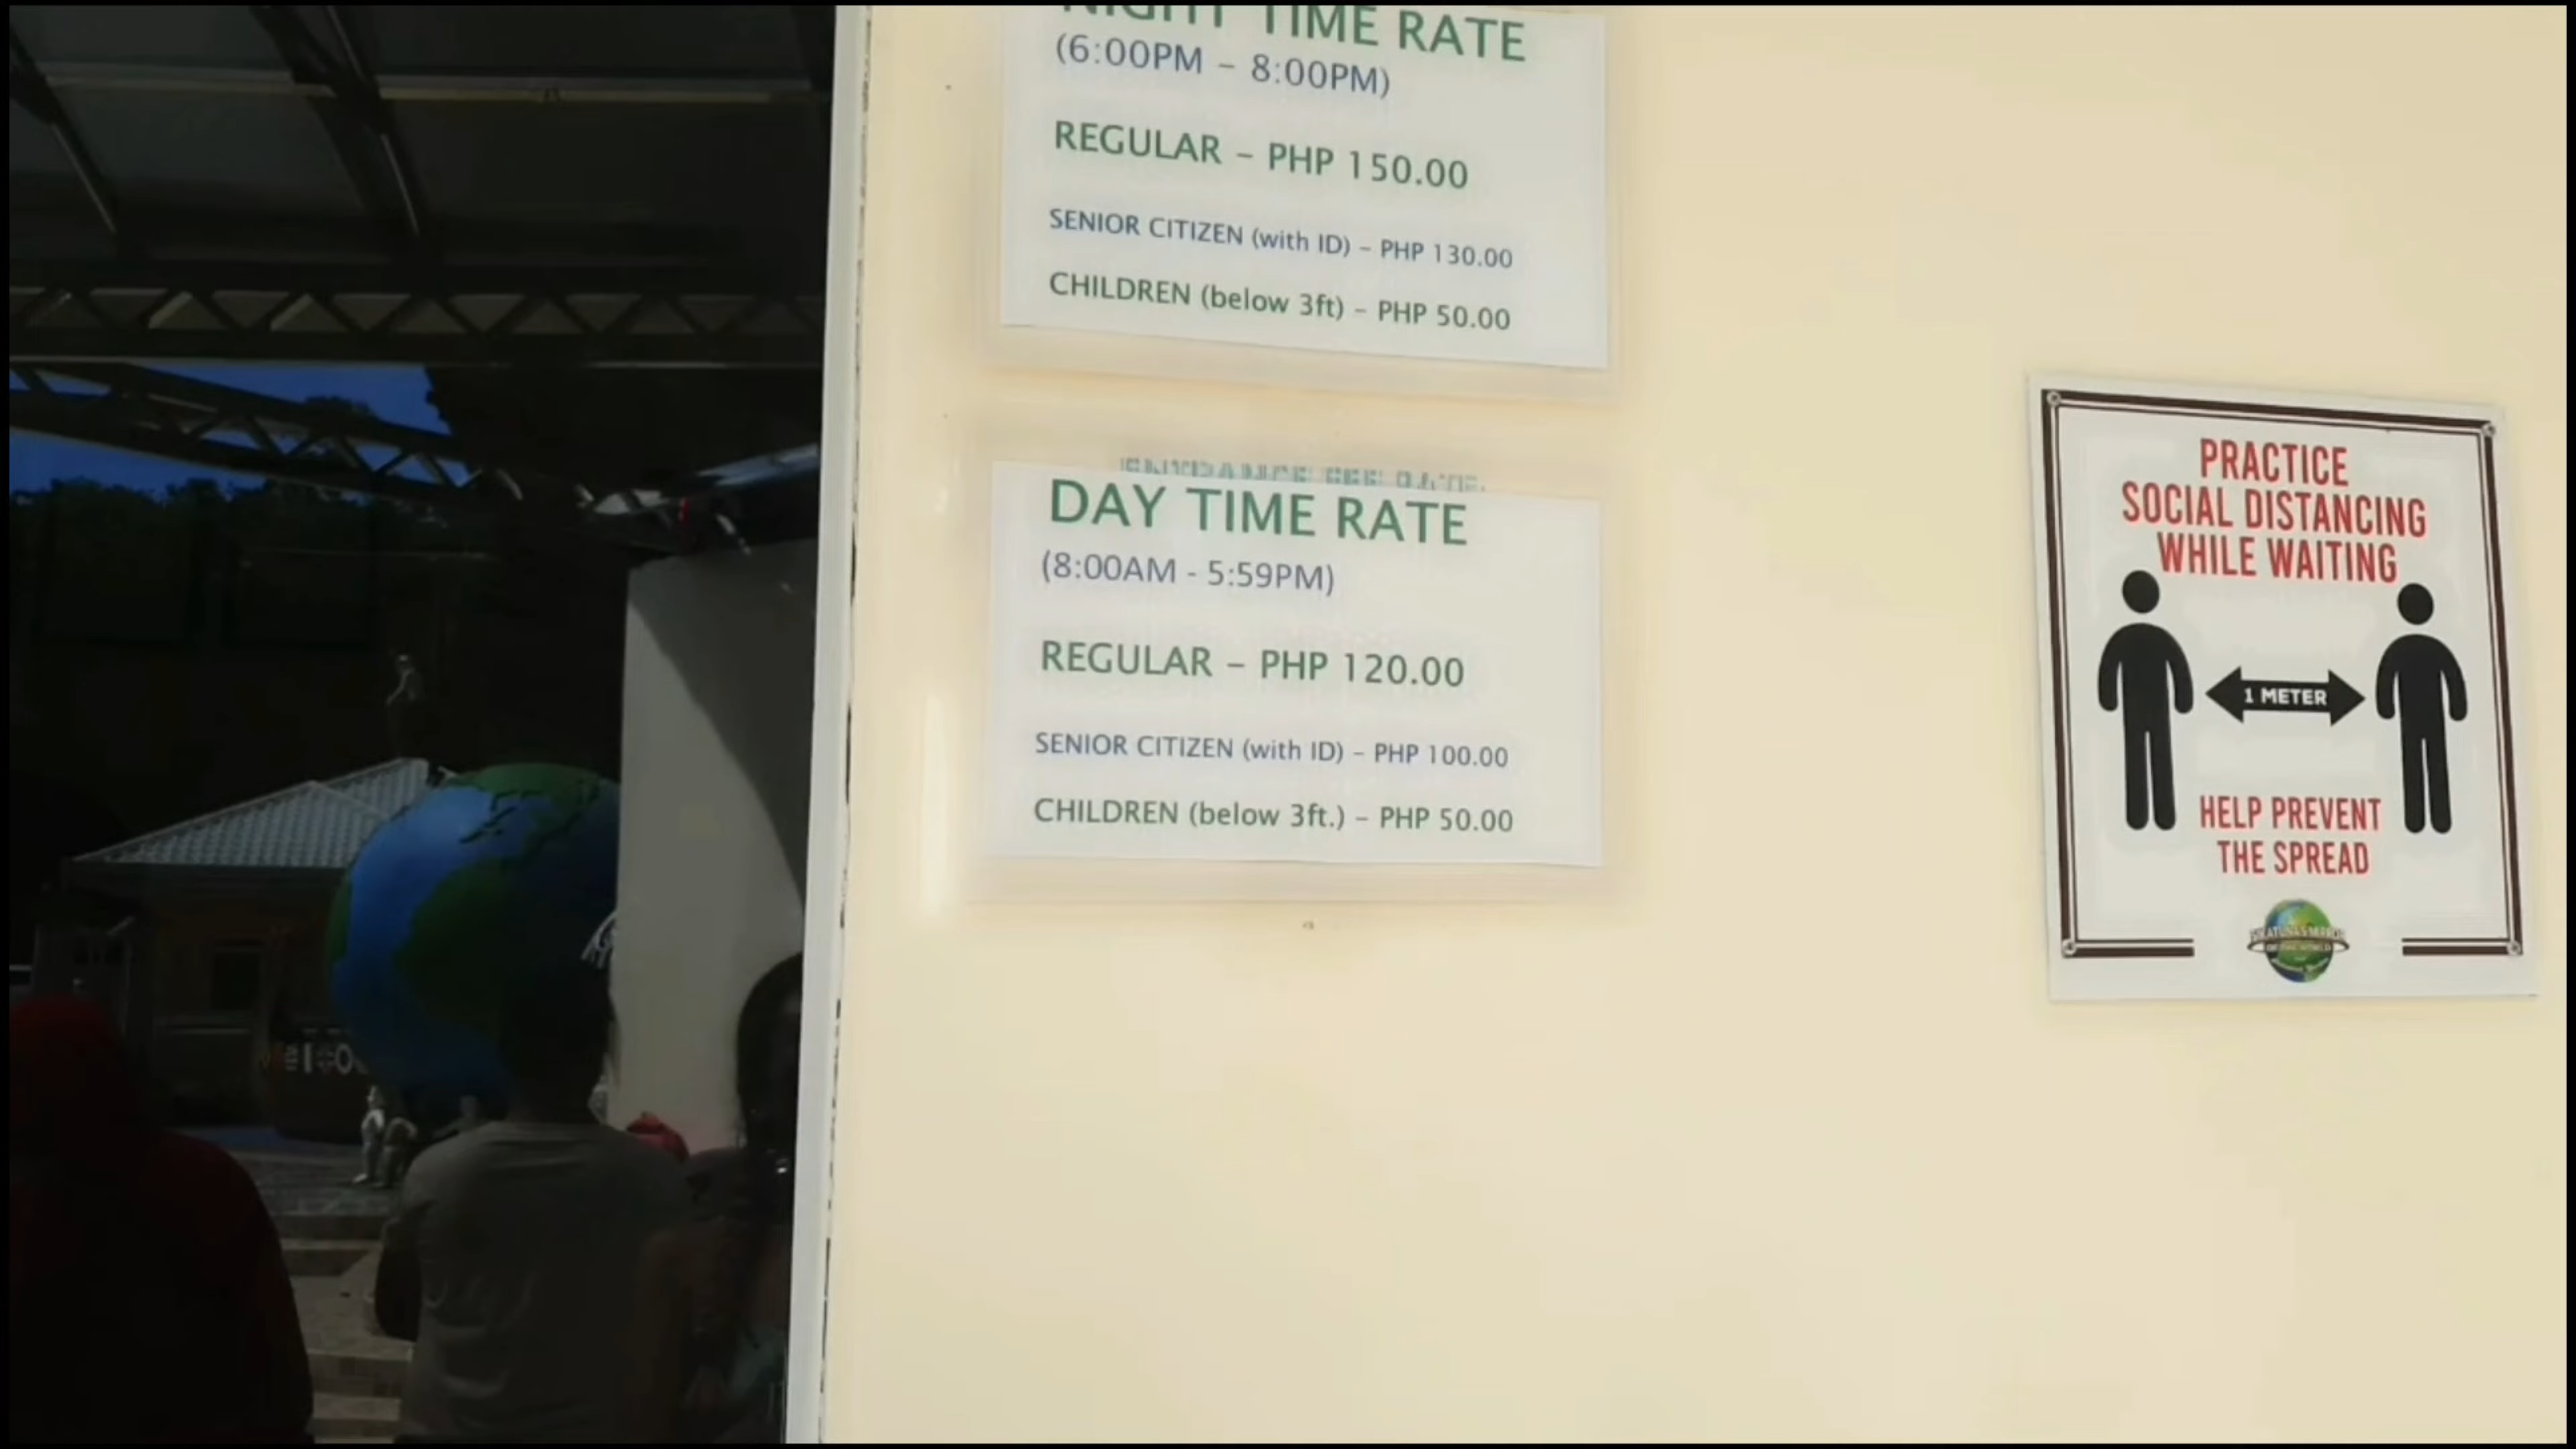 NIGHT TIME RATE
(6:00PM – 8:00PM)
REGULAR – PHP 150.00
SENIOR CITIZEN (with ID) – PHP 130.00
CHILDREN (below 3ft) – PHP 50.00
ENTRANCE FEE RATE:
DAY TIME RATE
(8:00AM - 5:59PM)
REGULAR – PHP 120.00
SENIOR CITIZEN (with ID) – PHP 100.00
CHILDREN (below 3ft.) – PHP 50.00
PRACTICE
SOCIAL DISTANCING
WHILE WAITING
1 METER
HELP PREVENT
THE SPREAD